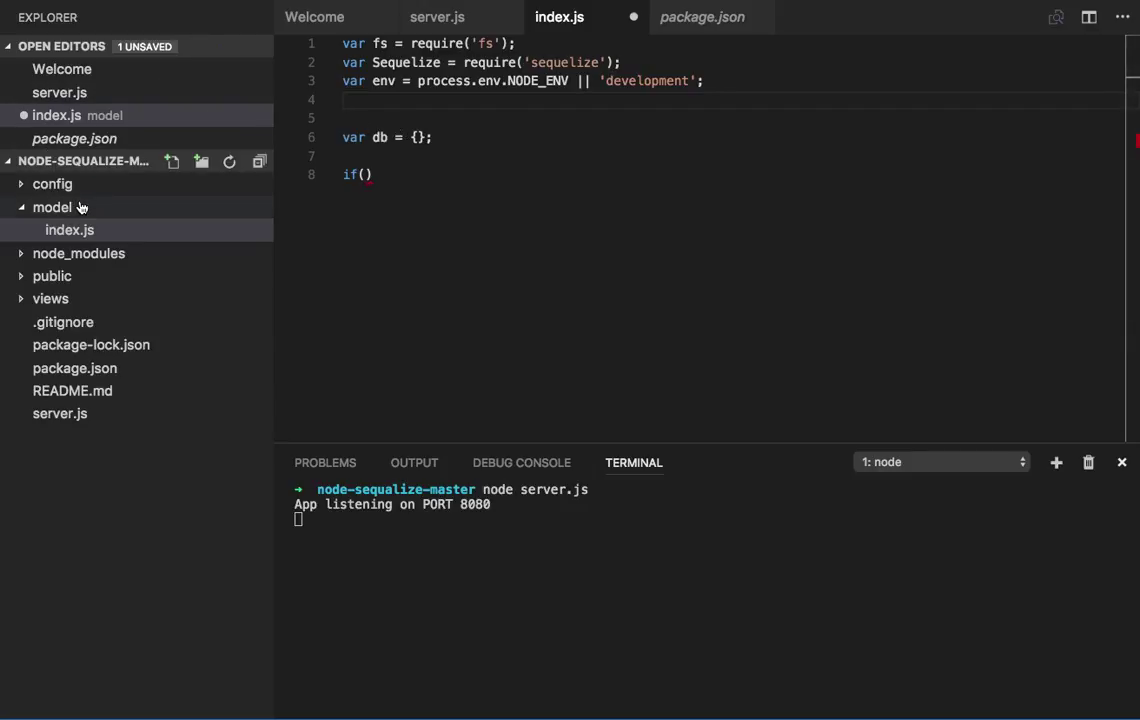 EXPLORER
OPEN EDITORS 1 UNSAVED
Welcome
server.js
index.js model
package.json
NODE-SEQUALIZE-M...
config
model
index.js
node_modules
public
views
.gitignore
package-lock.json
package.json
README.md
server.js
Welcome server.js index.js package.json
1 var fs = require('fs');
2 var Sequelize = require('sequelize');
3 var env = process.env.NODE_ENV || 'development';
4
5
6 var db = {};
7
8 if()
PROBLEMS OUTPUT DEBUG CONSOLE TERMINAL 1: node
→ node-sequalize-master node server.js
App listening on PORT 8080